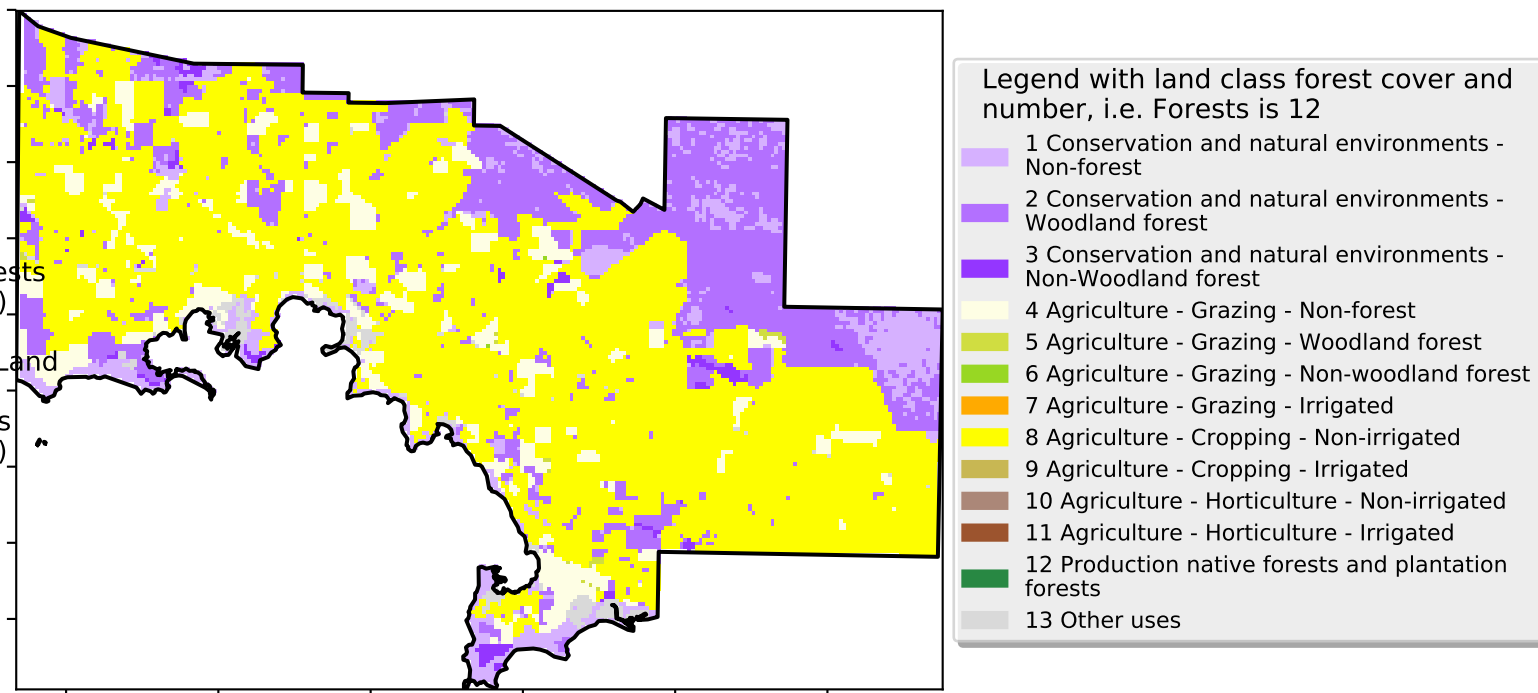 Legend with land class forest cover and
number, i.e. Forests is 12
1 Conservation and natural environments -
Non-forest
2 Conservation and natural environments -
Woodland forest
3 Conservation and natural environments -
Non-Woodland forest
4 Agriculture - Grazing - Non-forest
5 Agriculture - Grazing - Woodland forest
6 Agriculture - Grazing - Non-woodland forest
7 Agriculture - Grazing - Irrigated
8 Agriculture - Cropping - Non-irrigated
9 Agriculture - Cropping - Irrigated
10 Agriculture - Horticulture - Non-irrigated
11 Agriculture - Horticulture - Irrigated
12 Production native forests and plantation
forests
13 Other uses
ests
)
Land
s
)